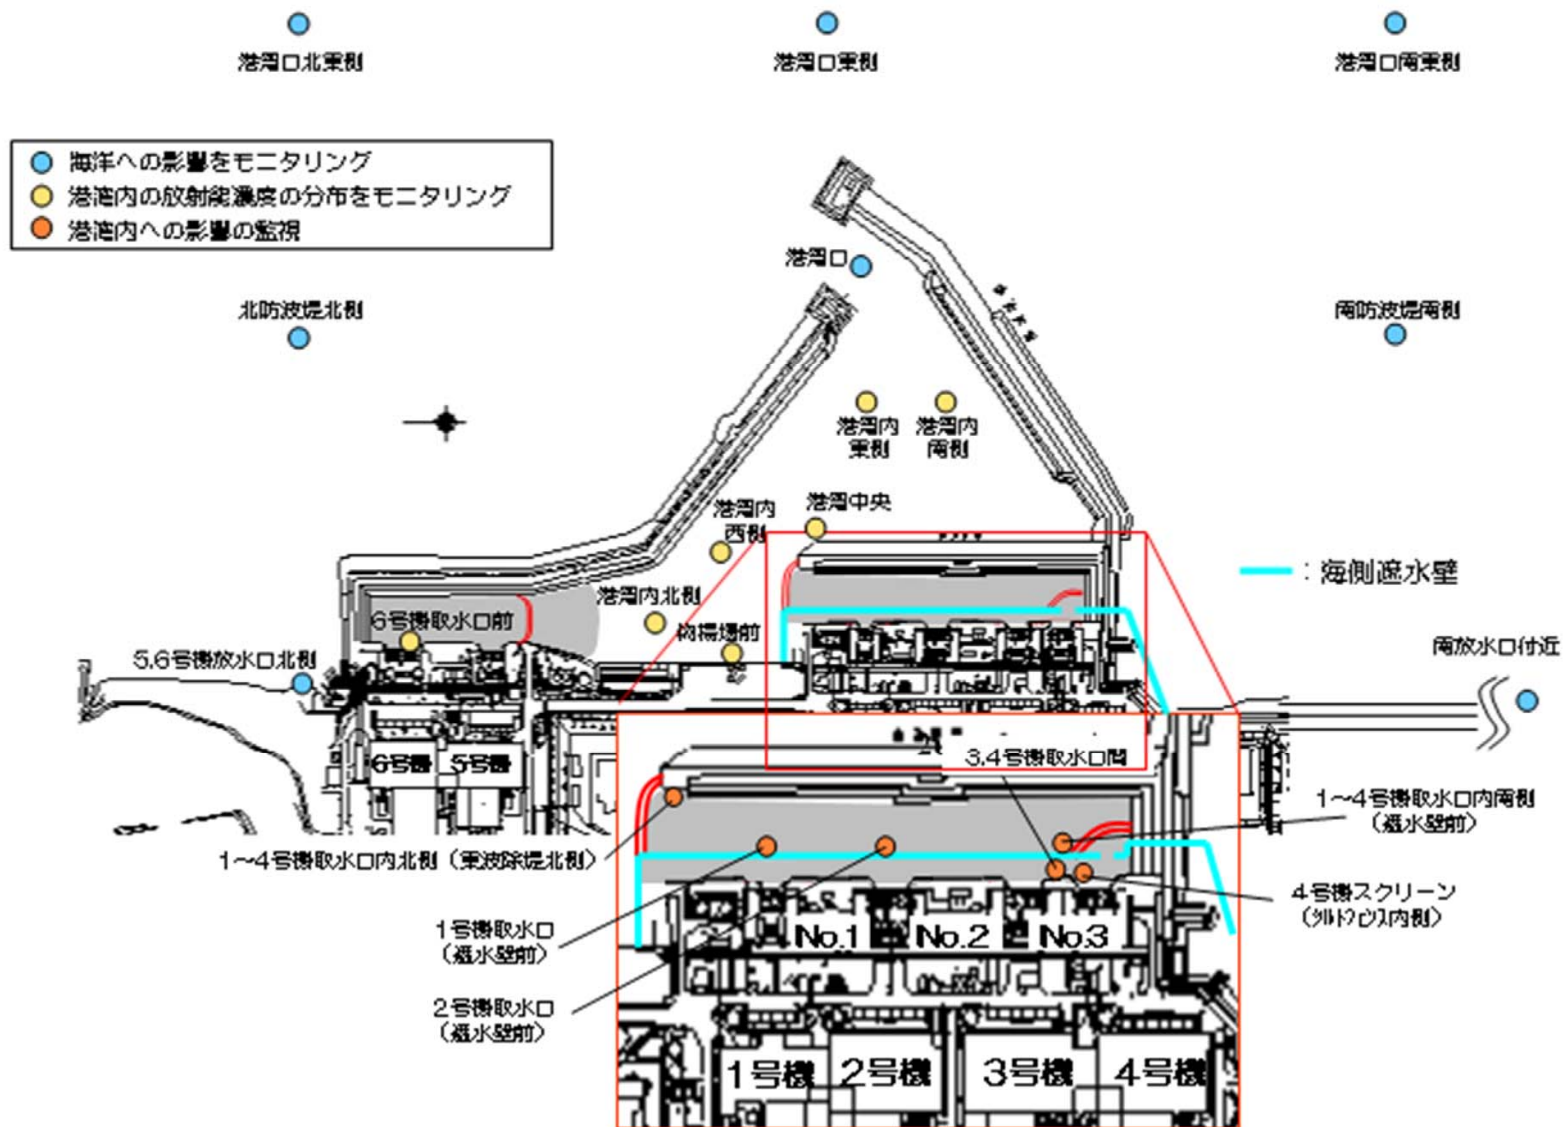 港湾口北東側
港湾口東側
港湾口南東側
海洋への影響をモニタリング
港湾内の放射能濃度の分布をモニタリング
港湾内への影響の監視
港湾口
北防波堤北側
南防波堤南側
港湾内
東側
港湾内
南側
港湾内
西側
港湾中央
:海側遮水壁
港湾内北側
6号機取水口前
物揚場前
5,6号機放水口北側
南放水口付近
6号機
5号機
3,4号機取水口間
1~4号機取水口内南側
(遮水壁前)
1~4号機取水口内北側(東波除堤北側)
4号機スクリーン
(シルトフェンス内側)
1号機取水口
(遮水壁前)
No.1
No.2
No.3
2号機取水口
(遮水壁前)
1号機
2号機
3号機
4号機